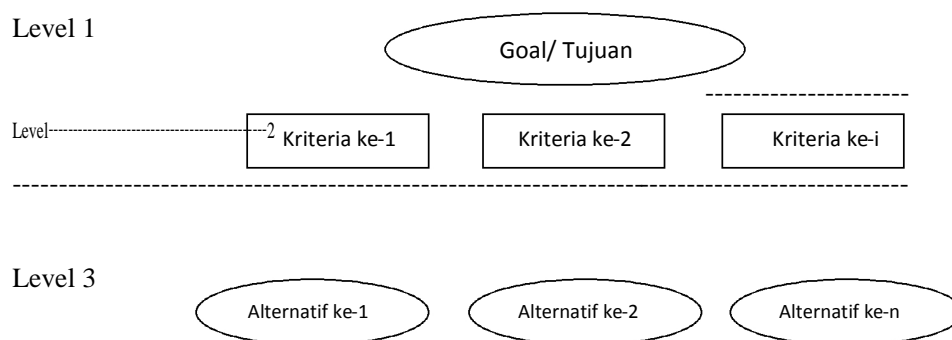 Level 1
Goal/ Tujuan
Level 2
Kriteria ke-1
Kriteria ke-2
Kriteria ke-i
Level 3
Alternatif ke-1
Alternatif ke-2
Alternatif ke-n